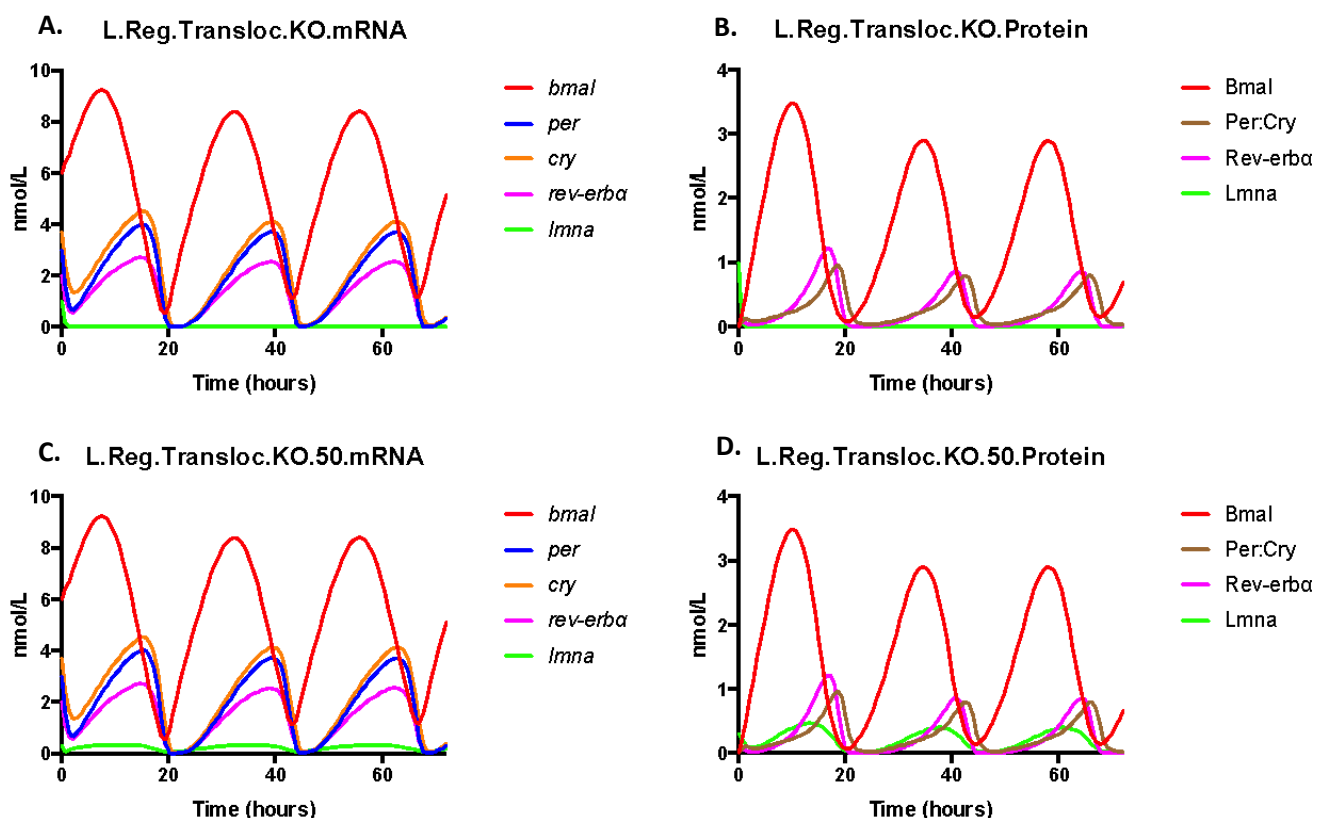 A. L.Reg.Transloc.KO.mRNA
10
8
6
4
2
0
nmol/L
0 20 40 60
Time (hours)
bmal
per
cry
rev-erbα
lmna
B. L.Reg.Transloc.KO.Protein
4
3
2
1
0
nmol/L
0 20 40 60
Time (hours)
Bmal
Per:Cry
Rev-erbα
Lmna
C. L.Reg.Transloc.KO.50.mRNA
10
8
6
4
2
0
nmol/L
0 20 40 60
Time (hours)
bmal
per
cry
rev-erbα
lmna
D. L.Reg.Transloc.KO.50.Protein
4
3
2
1
0
nmol/L
0 20 40 60
Time (hours)
Bmal
Per:Cry
Rev-erbα
Lmna